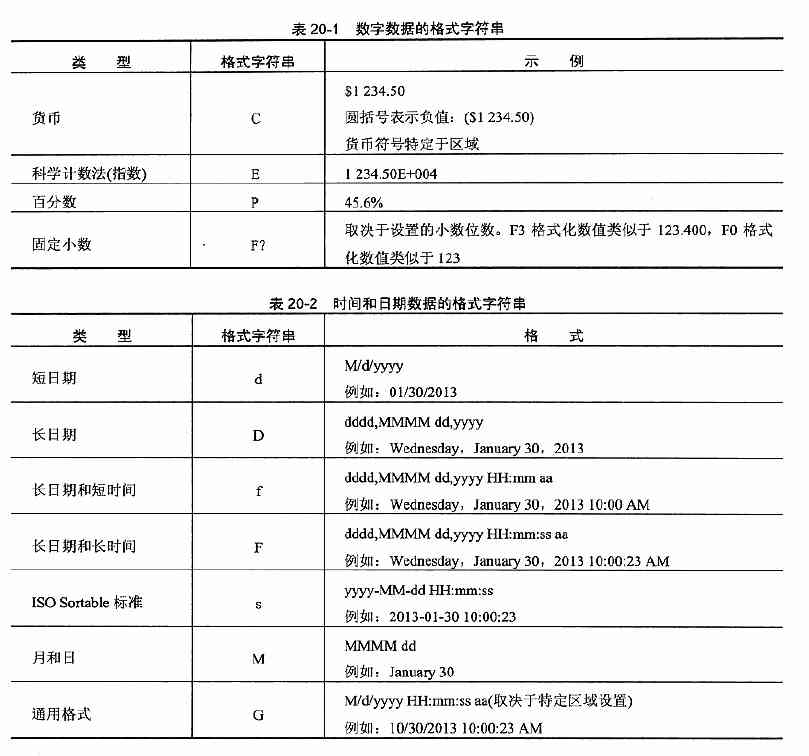 表 20-1 数字数据的格式字符串
类 型 格式字符串 示 例
货币 C $1 234.50
圆括号表示负值：($1 234.50)
货币符号特定于区域
科学计数法(指数) E 1 234.50E+004
百分数 P 45.6%
固定小数 F? 取决于设置的小数位数。F3 格式化数值类似于 123.400，F0 格式
化数值类似于 123
表 20-2 时间和日期数据的格式字符串
类 型 格式字符串 格 式
短日期 d M/d/yyyy
例如：01/30/2013
长日期 D dddd,MMMM dd,yyyy
例如：Wednesday，January 30，2013
长日期和短时间 f dddd,MMMM dd,yyyy HH:mm aa
例如：Wednesday，January 30，2013 10:00 AM
长日期和长时间 F dddd,MMMM dd,yyyy HH:mm:ss aa
例如：Wednesday，January 30，2013 10:00:23 AM
ISO Sortable 标准 s yyyy-MM-dd HH:mm:ss
例如：2013-01-30 10:00:23
月和日 M MMMM dd
例如：January 30
通用格式 G M/d/yyyy HH:mm:ss aa(取决于特定区域设置)
例如：10/30/2013 10:00:23 AM